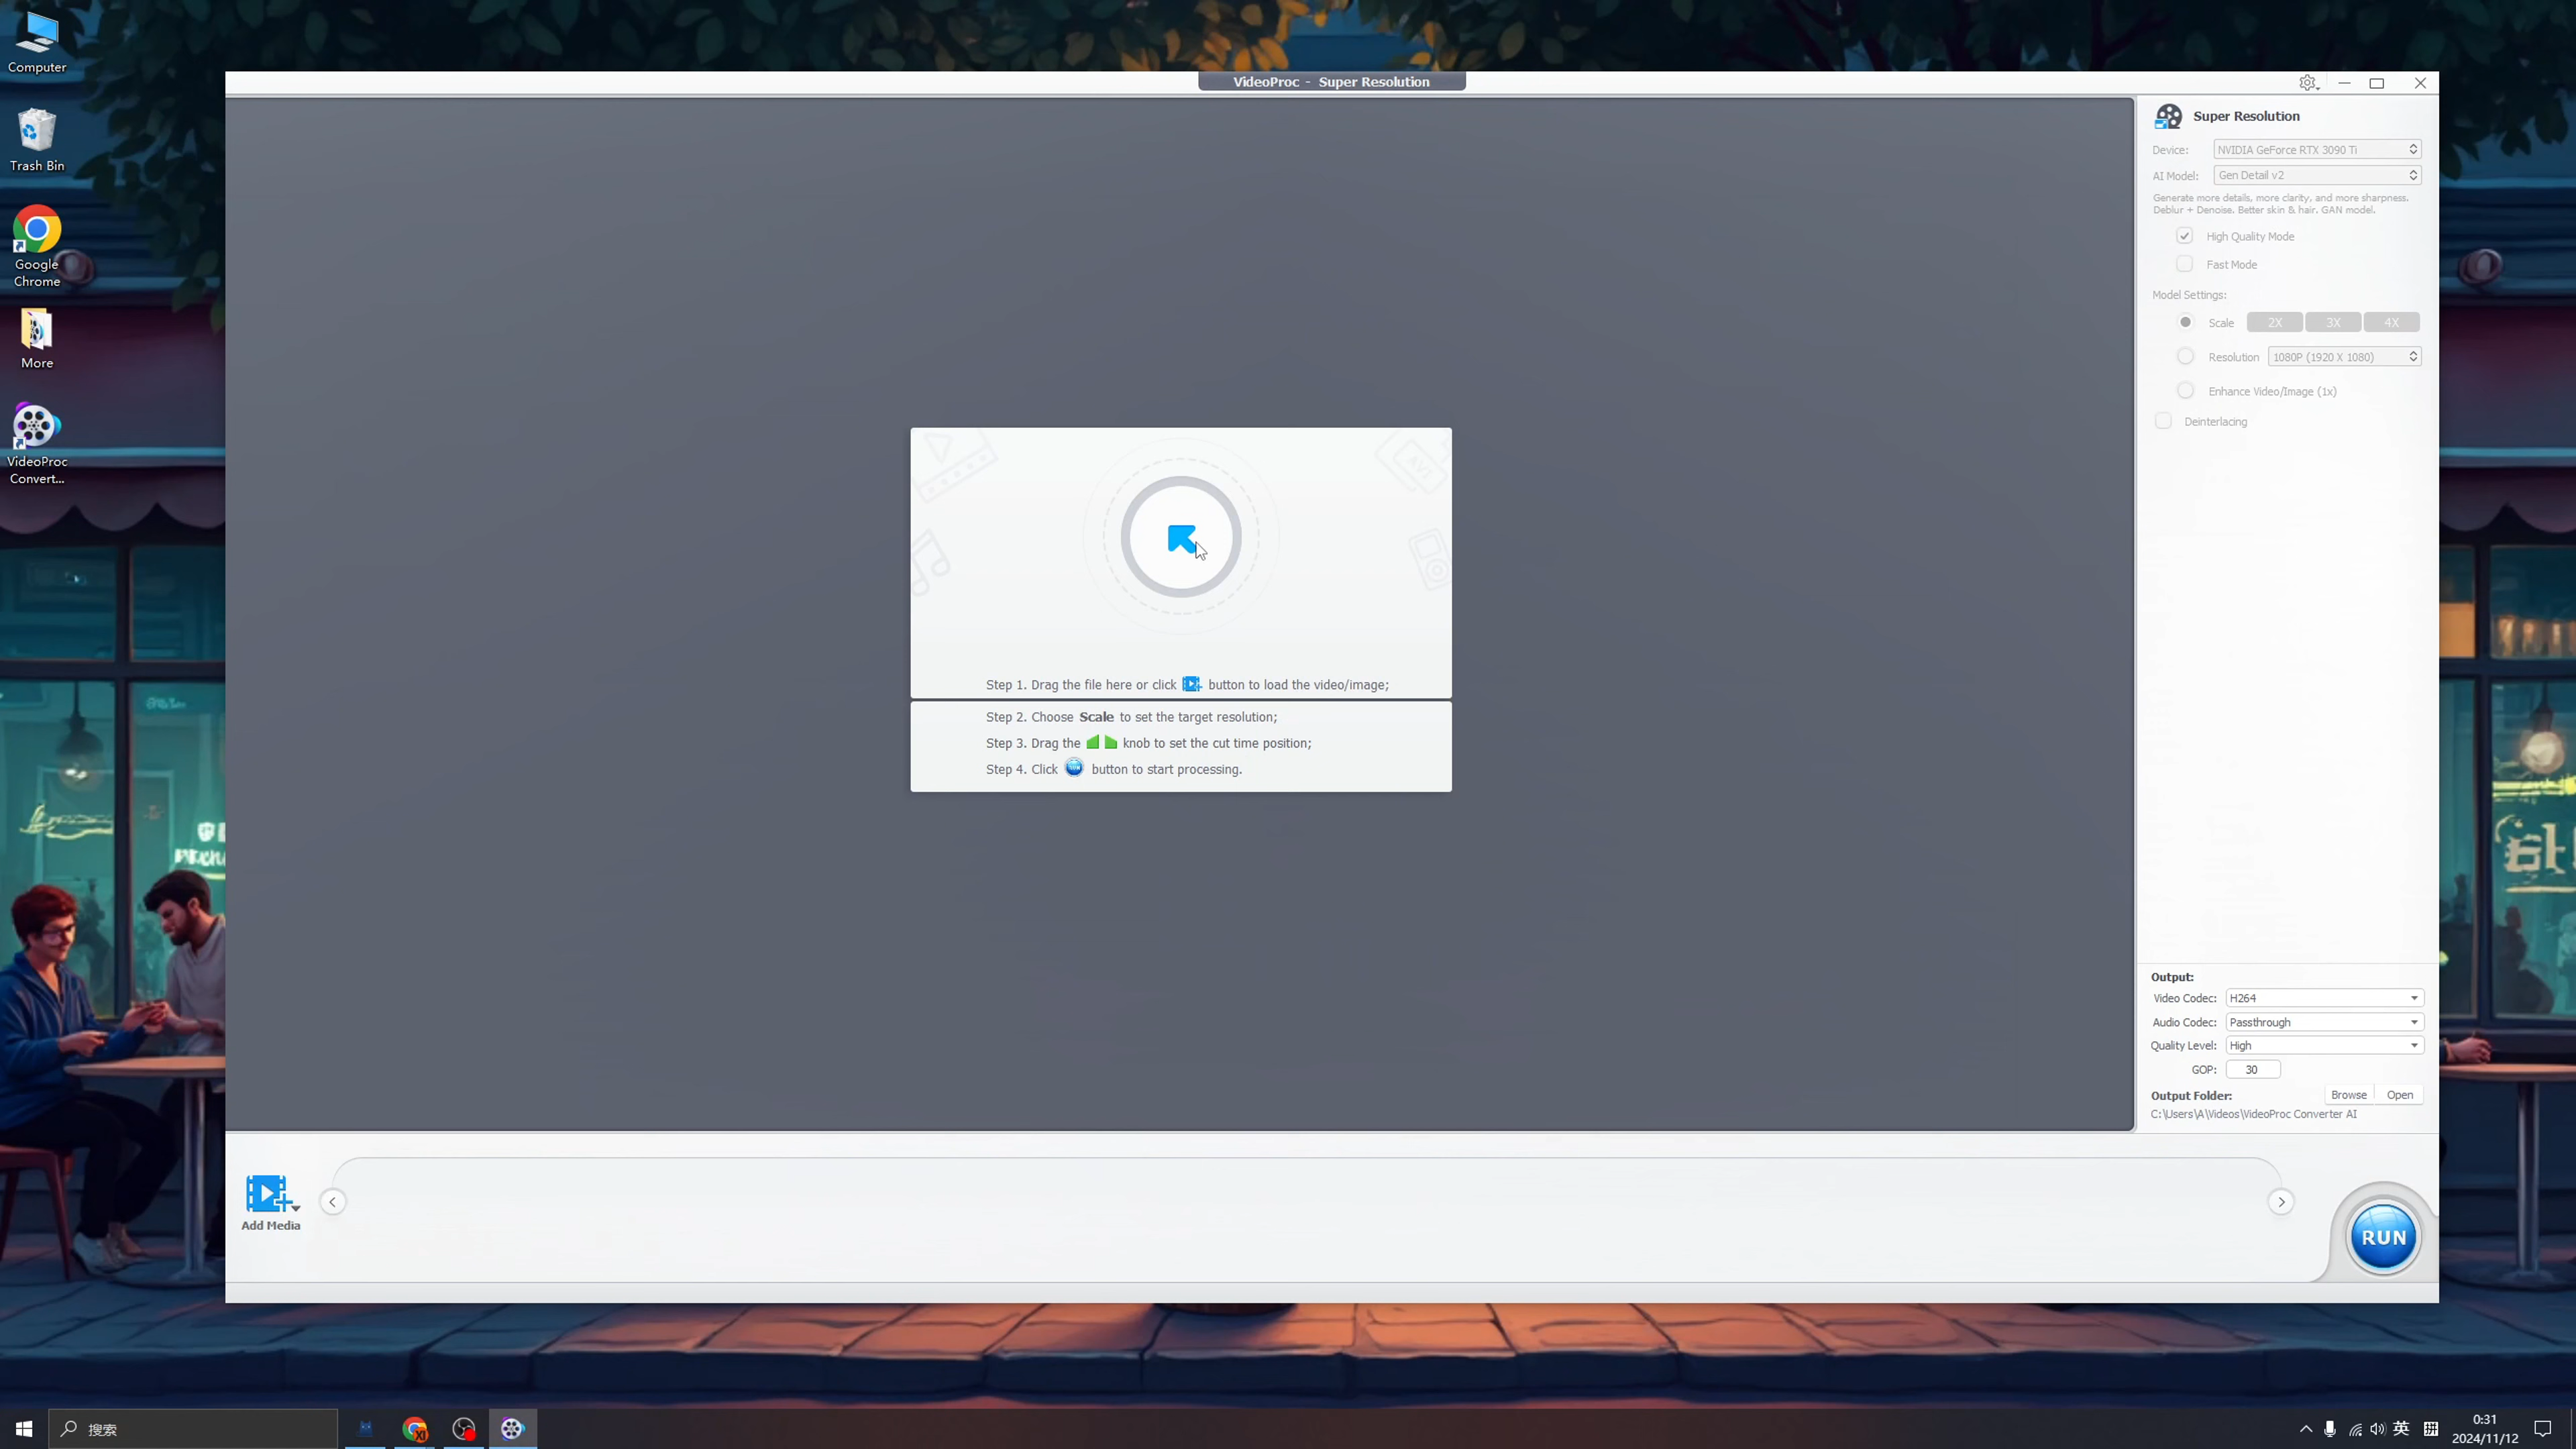 Computer
Trash Bin
Google
Chrome
More
VideoProc
Convert...
VideoProc - Super Resolution
Super Resolution
Device: NVIDIA GeForce RTX 3090 Ti
AI Model: Gen Detail v2
Generate more details, more clarity, and more sharpness.
Deblur + Denoise. Better skin & hair. GAN model.
High Quality Mode
Fast Mode
Model Settings:
Scale 2X 3X 4X
Resolution 1080P (1920 X 1080)
Enhance Video/Image (1x)
Deinterlacing
AVI
Step 1. Drag the file here or click button to load the video/image;
Step 2. Choose Scale to set the target resolution;
Step 3. Drag the knob to set the cut time position;
Step 4. Click RUN button to start processing.
Output:
Video Codec: H264
Audio Codec: Passthrough
Quality Level: High
GOP: 30
Output Folder: Browse Open
C:\Users\A\Videos\VideoProc Converter AI
Add Media
RUN
搜索
英
拼
0:31
2024/11/12